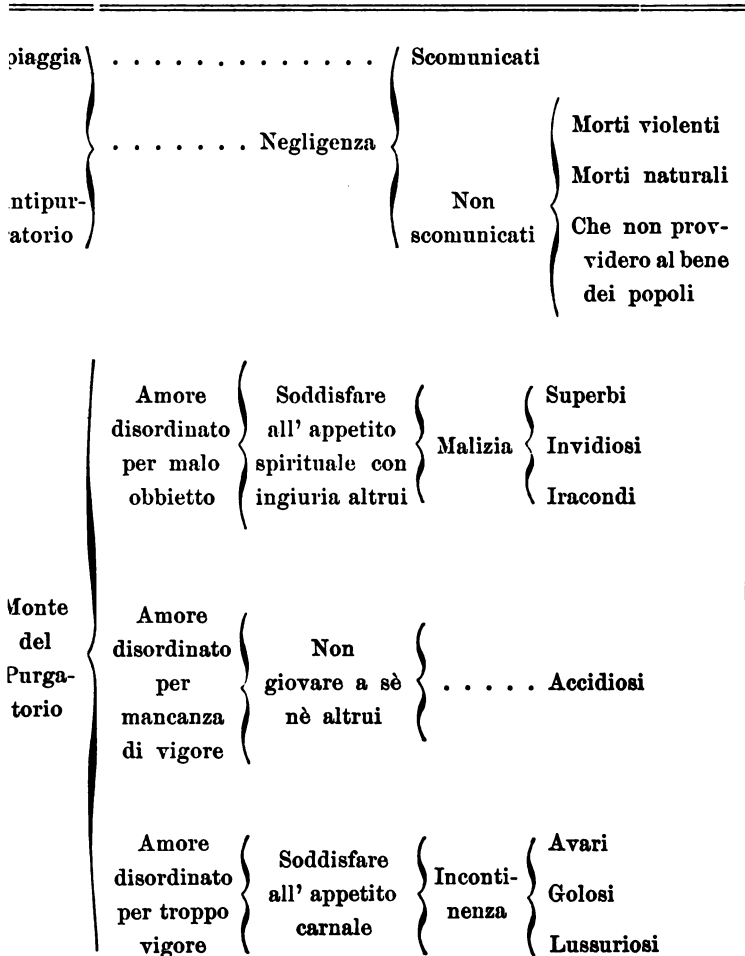 piaggia . . . . . . . . . . . . . Scomunicati
. . . . . . . Negligenza
Morti violenti
Morti naturali
ntipur-
atorio
Non
scomunicati
Che non prov-
videro al bene
dei popoli
Monte
del
Purga-
torio
Amore
disordinato
per malo
obbietto
Soddisfare
all' appetito
spirituale con
ingiuria altrui
Malizia
Superbi
Invidiosi
Iracondi
Amore
disordinato
per
mancanza
di vigore
Non
giovare a sè
nè altrui
. . . . . Accidiosi
Amore
disordinato
per troppo
vigore
Soddisfare
all' appetito
carnale
Inconti-
nenza
Avari
Golosi
Lussuriosi